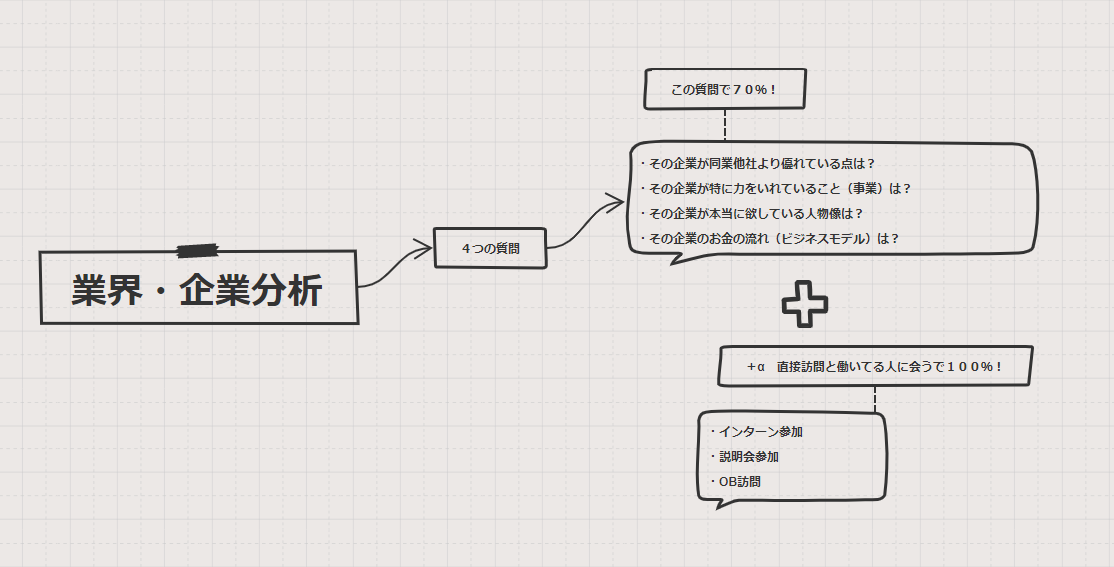 この質問で７０％！
・その企業が同業他社より優れている点は？
・その企業が特に力をいれていること（事業）は？
・その企業が本当に欲している人物像は？
・その企業のお金の流れ（ビジネスモデル）は？
４つの質問
業界・企業分析
＋α　直接訪問と働いてる人に会うで１００％！
・インターン参加
・説明会参加
・OB訪問